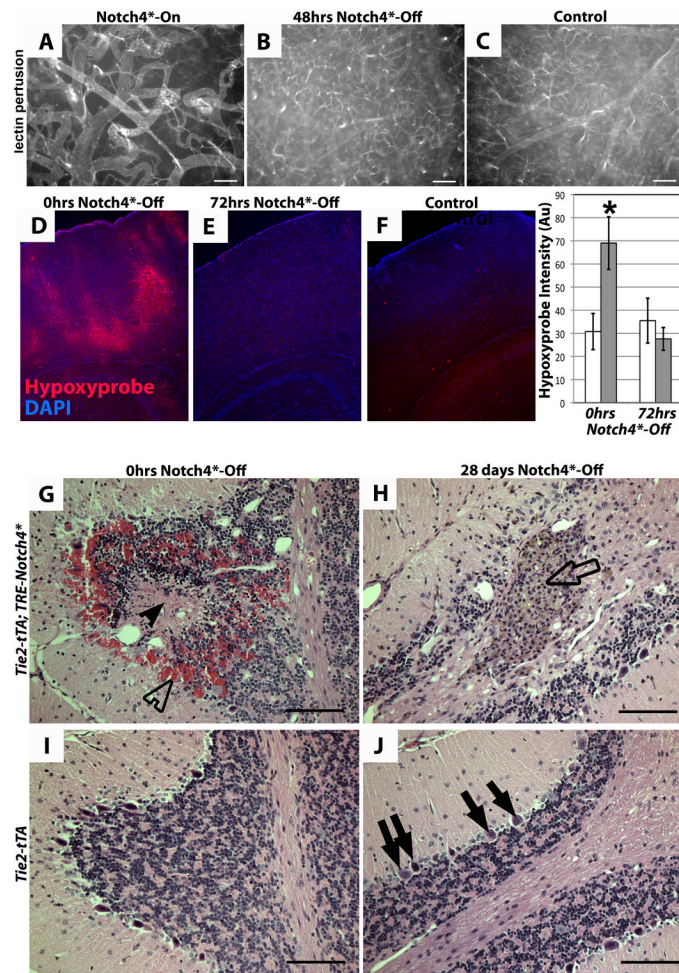 Notch4*-On
48hrs Notch4*-Off
Control
A
B
C
lectin perfusion
0hrs Notch4*-Off
72hrs Notch4*-Off
Control
D
E
F
Hypoxyprobe
DAPI
Hypoxyprobe Intensity (Au)
90
80
70
60
50
40
30
20
10
0
*
0hrs
72hrs
Notch4*-Off
0hrs Notch4*-Off
28 days Notch4*-Off
G
H
Tie2-tTA; TRE-Notch4*
I
J
Tie2-tTA